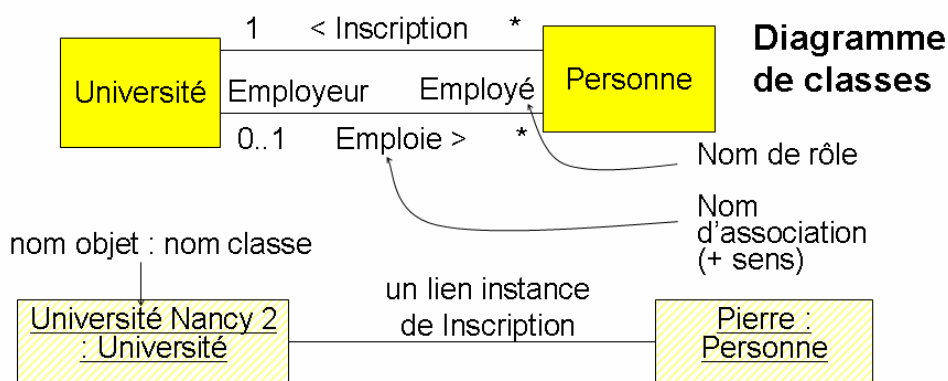 1 < Inscription *
Diagramme
de classes
Université
Employeur Employé
Personne
0..1 Emploie > *
Nom de rôle
Nom
d'association
(+ sens)
nom objet : nom classe
un lien instance
de Inscription
Université Nancy 2
: Université
Pierre :
Personne